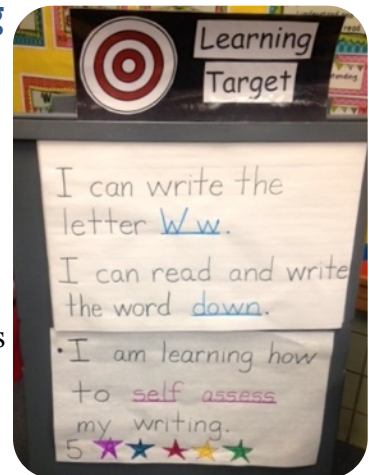 Learning
Target
I can write the
letter Ww.
I can read and write
the word down.
• I am learning how
to self assess
my writing.
5